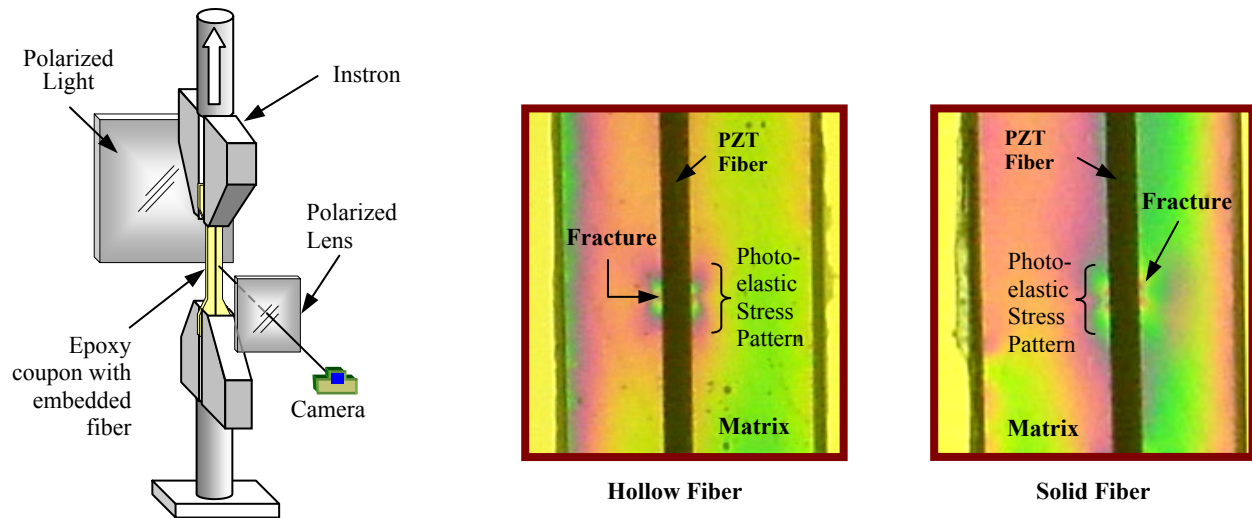 Polarized
Light
Instron
Polarized
Lens
Epoxy
coupon with
embedded
fiber
Camera
PZT
Fiber
Fracture
Photo-
elastic
Stress
Pattern
Matrix
Hollow Fiber
PZT
Fiber
Fracture
Photo-
elastic
Stress
Pattern
Matrix
Solid Fiber